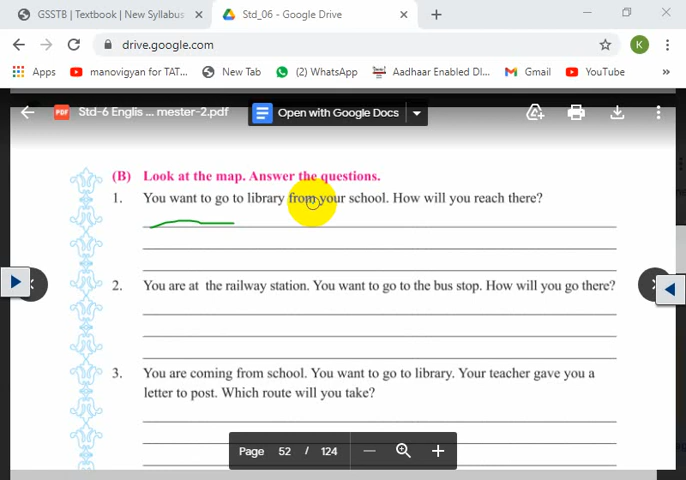 GSSTB | Textbook | New Syllabus
Std_06 - Google Drive
drive.google.com
K
Apps
manovigyan for TAT...
New Tab
(2) WhatsApp
Aadhaar Enabled DI...
Gmail
YouTube
PDF
Std-6 Englis ... mester-2.pdf
Open with Google Docs
(B) Look at the map. Answer the questions.
1. You want to go to library from your school. How will you reach there?
2. You are at the railway station. You want to go to the bus stop. How will you go there?
3. You are coming from school. You want to go to library. Your teacher gave you a
letter to post. Which route will you take?
Page 52 / 124